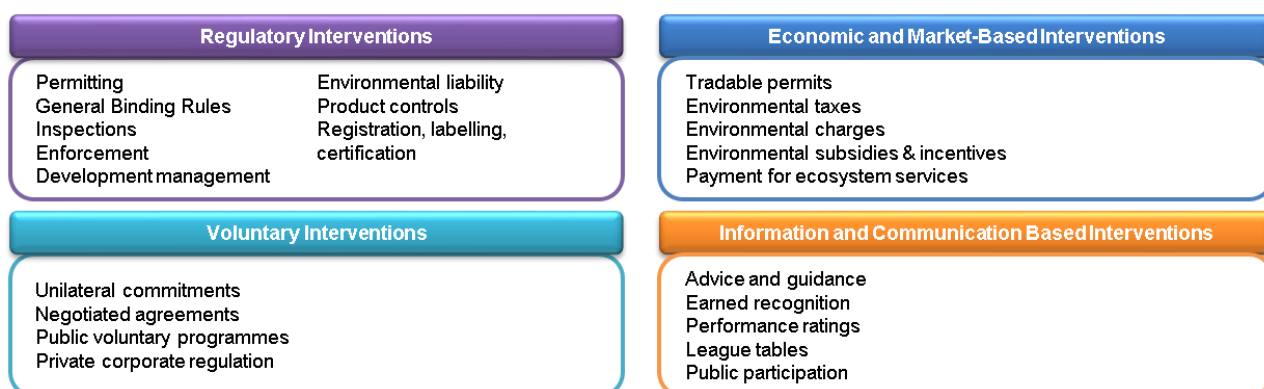 Regulatory Interventions
Permitting
General Binding Rules
Inspections
Enforcement
Development management
Environmental liability
Product controls
Registration, labelling,
certification
Economic and Market-Based Interventions
Tradable permits
Environmental taxes
Environmental charges
Environmental subsidies & incentives
Payment for ecosystem services
Voluntary Interventions
Unilateral commitments
Negotiated agreements
Public voluntary programmes
Private corporate regulation
Information and Communication Based Interventions
Advice and guidance
Earned recognition
Performance ratings
League tables
Public participation